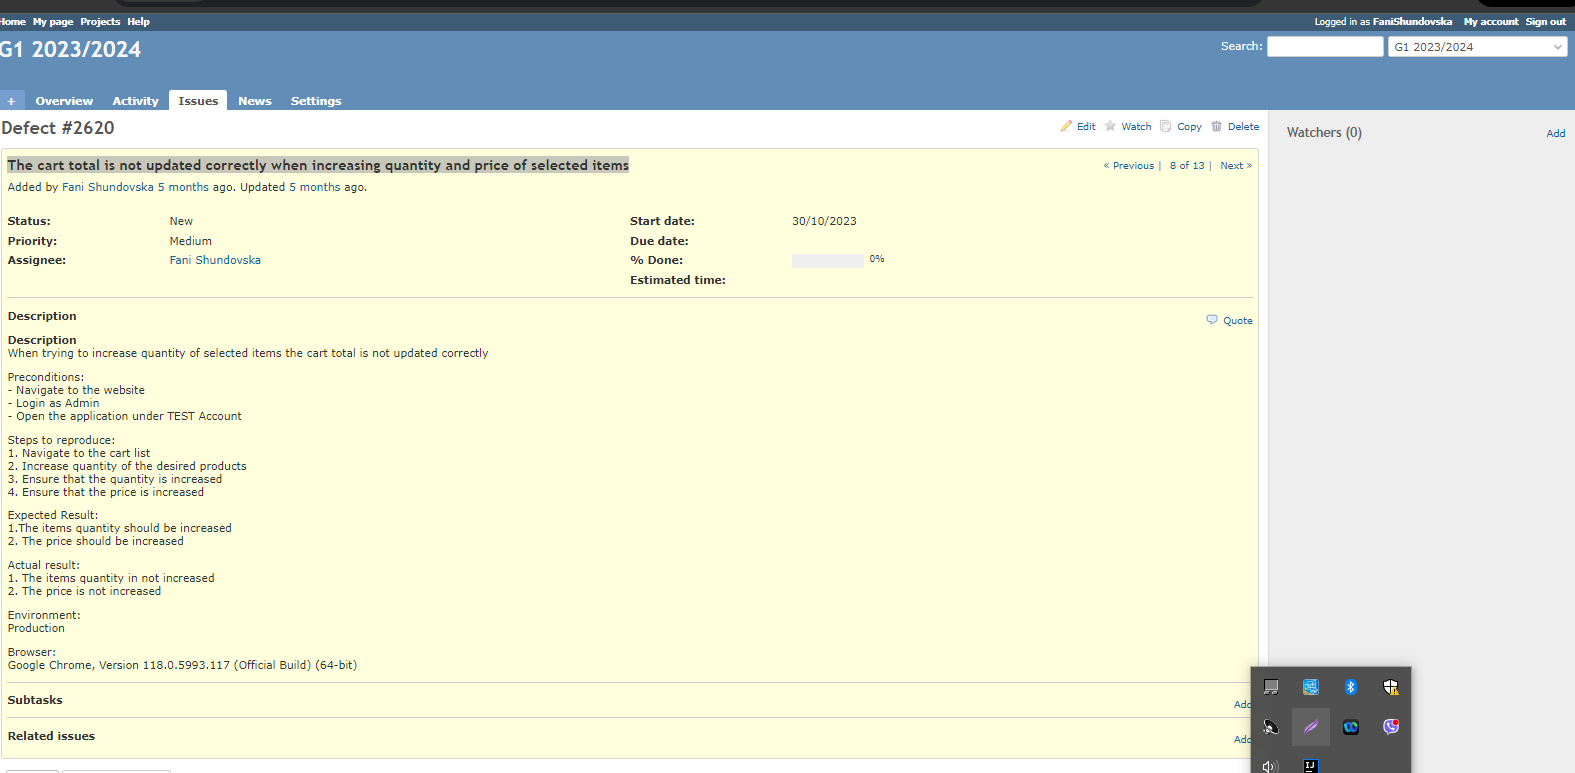 Home My page Projects Help
Logged in as FaniShundovska My account Sign out
G1 2023/2024
Search:
G1 2023/2024
+ Overview Activity Issues News Settings
Defect #2620
Edit Watch Copy Delete
Watchers (0)
Add
The cart total is not updated correctly when increasing quantity and price of selected items
« Previous | 8 of 13 | Next »
Added by Fani Shundovska 5 months ago. Updated 5 months ago.
Status: New
Start date: 30/10/2023
Priority: Medium
Due date:
Assignee: Fani Shundovska
% Done: 0%
Estimated time:
Description
Quote
Description
When trying to increase quantity of selected items the cart total is not updated correctly
Preconditions:
- Navigate to the website
- Login as Admin
- Open the application under TEST Account
Steps to reproduce:
1. Navigate to the cart list
2. Increase quantity of the desired products
3. Ensure that the quantity is increased
4. Ensure that the price is increased
Expected Result:
1.The items quantity should be increased
2. The price should be increased
Actual result:
1. The items quantity in not increased
2. The price is not increased
Environment:
Production
Browser:
Google Chrome, Version 118.0.5993.117 (Official Build) (64-bit)
Subtasks
Add
Related issues
Add
IJ